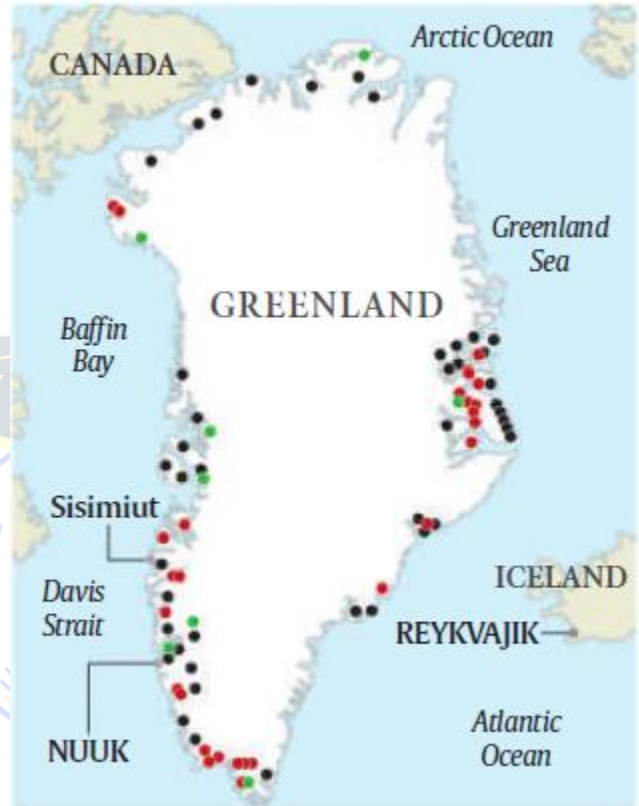 Arctic Ocean
CANADA
Greenland
Sea
GREENLAND
Baffin
Bay
Sisimiut
Davis
Strait
ICELAND
REYKVAJIK
NUUK
Atlantic
Ocean